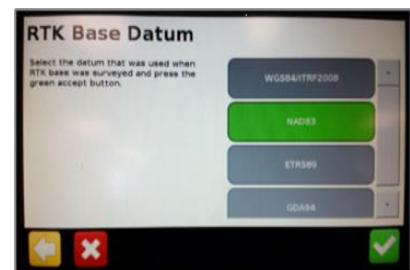 RTK Base Datum
Select the datum that was used when
RTK base was surveyed and press the
green accept button.
WGS84/ITRF2008
NAD83
ETRS89
GDA94